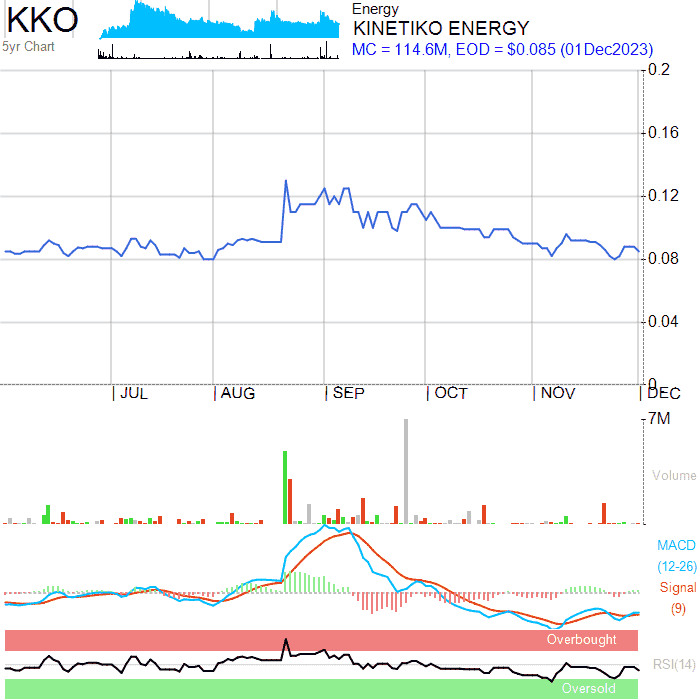 KKO
5yr Chart
Energy
KINETIKO ENERGY
MC = 114.6M, EOD = $0.085 (01Dec2023)
0.2
0.16
0.12
0.08
0.04
0
JUL AUG SEP OCT NOV DEC
7M
Volume
MACD
(12-26)
Signal
(9)
Overbought
RSI(14)
Oversold